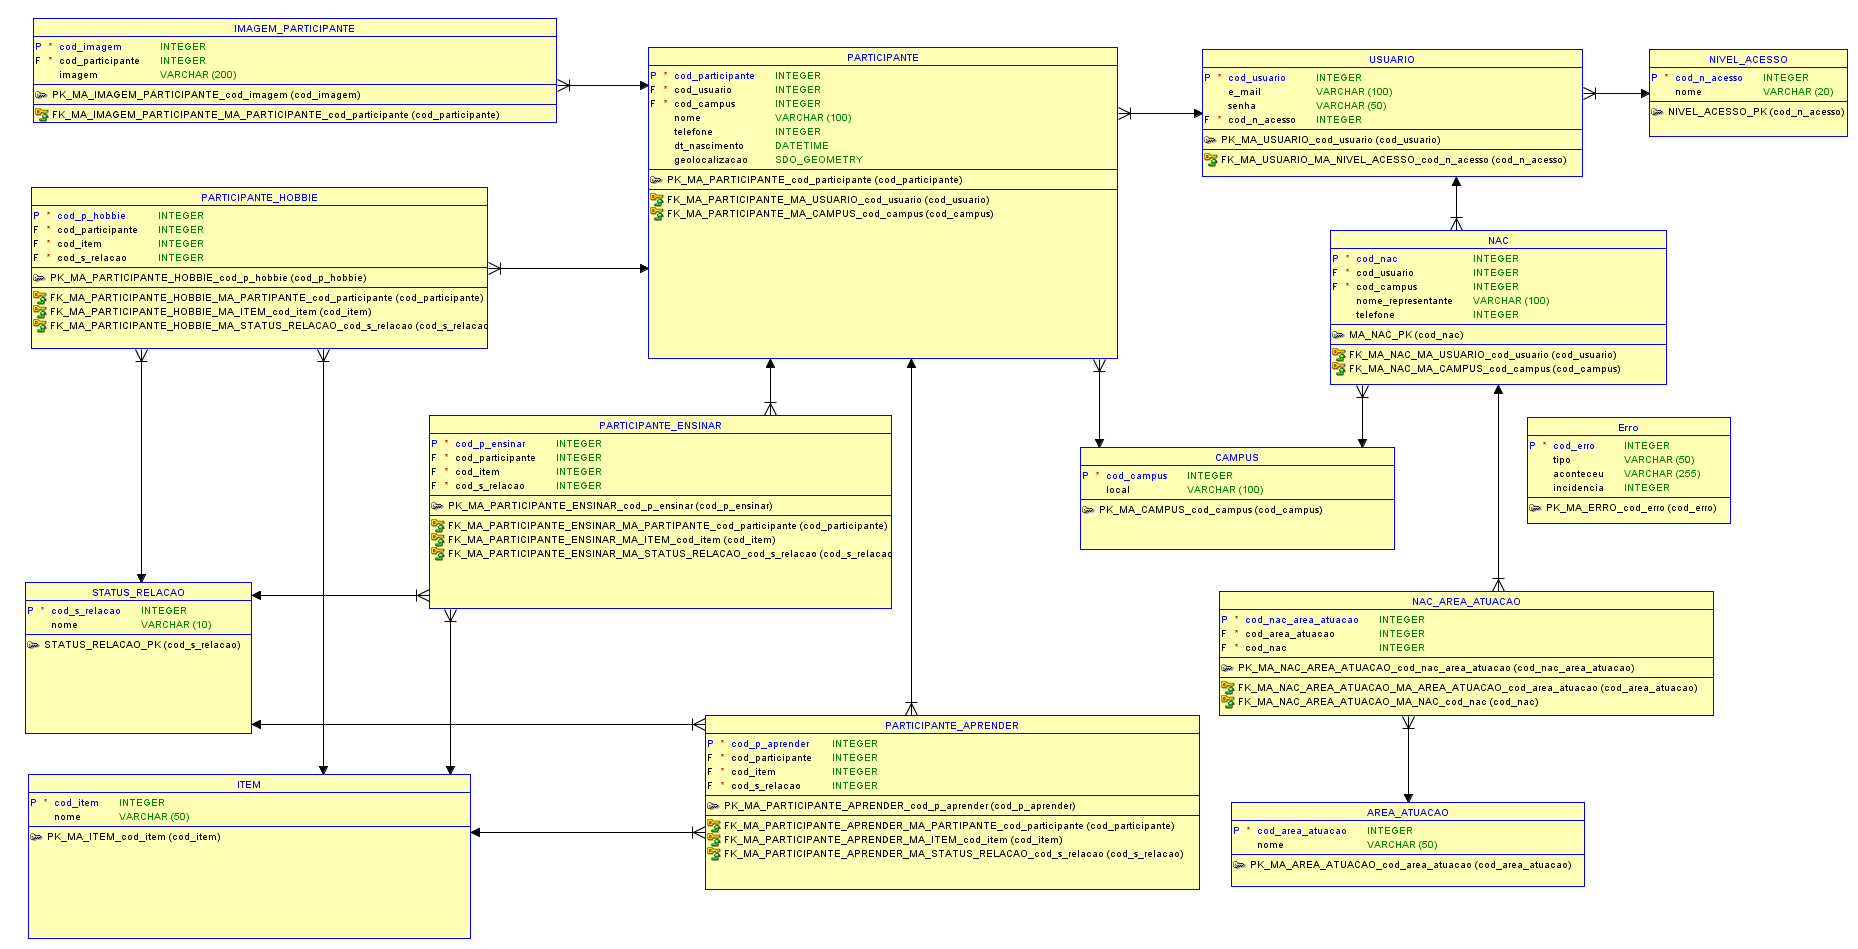 IMAGEM_PARTICIPANTE
P * cod_imagem INTEGER
F * cod_participante INTEGER
imagem VARCHAR (200)
PK_MA_IMAGEM_PARTICIPANTE_cod_imagem (cod_imagem)
FK_MA_IMAGEM_PARTICIPANTE_MA_PARTICIPANTE_cod_participante (cod_participante)
PARTICIPANTE
P * cod_participante INTEGER
F * cod_usuario INTEGER
F * cod_campus INTEGER
nome VARCHAR (100)
telefone INTEGER
dt_nascimento DATETIME
geolocalizacao SDO_GEOMETRY
PK_MA_PARTICIPANTE_cod_participante (cod_participante)
FK_MA_PARTICIPANTE_MA_USUARIO_cod_usuario (cod_usuario)
FK_MA_PARTICIPANTE_MA_CAMPUS_cod_campus (cod_campus)
USUARIO
P * cod_usuario INTEGER
e_mail VARCHAR (100)
senha VARCHAR (50)
F * cod_n_acesso INTEGER
PK_MA_USUARIO_cod_usuario (cod_usuario)
FK_MA_USUARIO_MA_NIVEL_ACESSO_cod_n_acesso (cod_n_acesso)
NIVEL_ACESSO
P * cod_n_acesso INTEGER
nome VARCHAR (20)
NIVEL_ACESSO_PK (cod_n_acesso)
PARTICIPANTE_HOBBIE
P * cod_p_hobbie INTEGER
F * cod_participante INTEGER
F * cod_item INTEGER
F * cod_s_relacao INTEGER
PK_MA_PARTICIPANTE_HOBBIE_cod_p_hobbie (cod_p_hobbie)
FK_MA_PARTICIPANTE_HOBBIE_MA_PARTIPANTE_cod_participante (cod_participante)
FK_MA_PARTICIPANTE_HOBBIE_MA_ITEM_cod_item (cod_item)
FK_MA_PARTICIPANTE_HOBBIE_MA_STATUS_RELACAO_cod_s_relacao (cod_s_relacao
NAC
P * cod_nac INTEGER
F * cod_usuario INTEGER
F * cod_campus INTEGER
nome_representante VARCHAR (100)
telefone INTEGER
MA_NAC_PK (cod_nac)
FK_MA_NAC_MA_USUARIO_cod_usuario (cod_usuario)
FK_MA_NAC_MA_CAMPUS_cod_campus (cod_campus)
PARTICIPANTE_ENSINAR
P * cod_p_ensinar INTEGER
F * cod_participante INTEGER
F * cod_item INTEGER
F * cod_s_relacao INTEGER
PK_MA_PARTICIPANTE_ENSINAR_cod_p_ensinar (cod_p_ensinar)
FK_MA_PARTICIPANTE_ENSINAR_MA_PARTIPANTE_cod_participante (cod_participante)
FK_MA_PARTICIPANTE_ENSINAR_MA_ITEM_cod_item (cod_item)
FK_MA_PARTICIPANTE_ENSINAR_MA_STATUS_RELACAO_cod_s_relacao (cod_s_relacao
CAMPUS
P * cod_campus INTEGER
local VARCHAR (100)
PK_MA_CAMPUS_cod_campus (cod_campus)
Erro
P * cod_erro INTEGER
tipo VARCHAR (50)
aconteceu VARCHAR (255)
incidencia INTEGER
PK_MA_ERRO_cod_erro (cod_erro)
STATUS_RELACAO
P * cod_s_relacao INTEGER
nome VARCHAR (10)
STATUS_RELACAO_PK (cod_s_relacao)
NAC_AREA_ATUACAO
P * cod_nac_area_atuacao INTEGER
F * cod_area_atuacao INTEGER
F * cod_nac INTEGER
PK_MA_NAC_AREA_ATUACAO_cod_nac_area_atuacao (cod_nac_area_atuacao)
FK_MA_NAC_AREA_ATUACAO_MA_AREA_ATUACAO_cod_area_atuacao (cod_area_atuacao)
FK_MA_NAC_AREA_ATUACAO_MA_NAC_cod_nac (cod_nac)
PARTICIPANTE_APRENDER
P * cod_p_aprender INTEGER
F * cod_participante INTEGER
F * cod_item INTEGER
F * cod_s_relacao INTEGER
PK_MA_PARTICIPANTE_APRENDER_cod_p_aprender (cod_p_aprender)
FK_MA_PARTICIPANTE_APRENDER_MA_PARTIPANTE_cod_participante (cod_participante)
FK_MA_PARTICIPANTE_APRENDER_MA_ITEM_cod_item (cod_item)
FK_MA_PARTICIPANTE_APRENDER_MA_STATUS_RELACAO_cod_s_relacao (cod_s_relacao)
ITEM
P * cod_item INTEGER
nome VARCHAR (50)
PK_MA_ITEM_cod_item (cod_item)
AREA_ATUACAO
P * cod_area_atuacao INTEGER
nome VARCHAR (50)
PK_MA_AREA_ATUACAO_cod_area_atuacao (cod_area_atuacao)